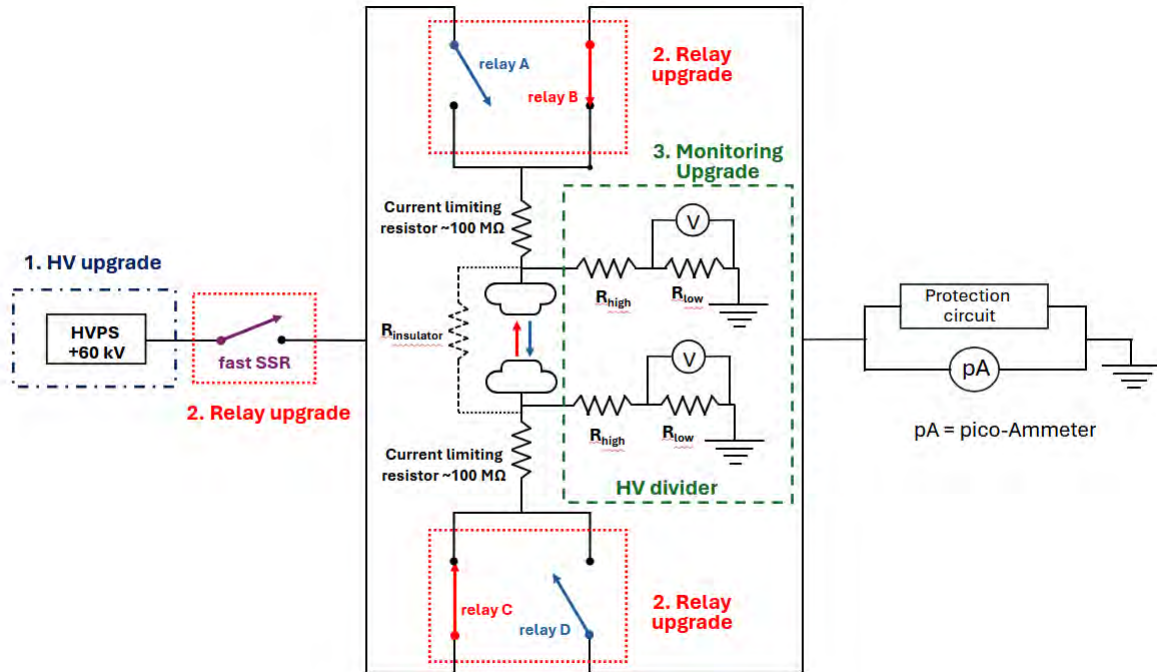 relay A
relay B
2. Relay
upgrade
3. Monitoring
Upgrade
Current limiting
resistor ~100 MΩ
V
Rhigh
Rlow
1. HV upgrade
HVPS
+60 kV
fast SSR
2. Relay upgrade
Rinsulator
V
Rhigh
Rlow
Current limiting
resistor ~100 MΩ
HV divider
Protection
circuit
pA
pA = pico-Ammeter
relay C
relay D
2. Relay
upgrade